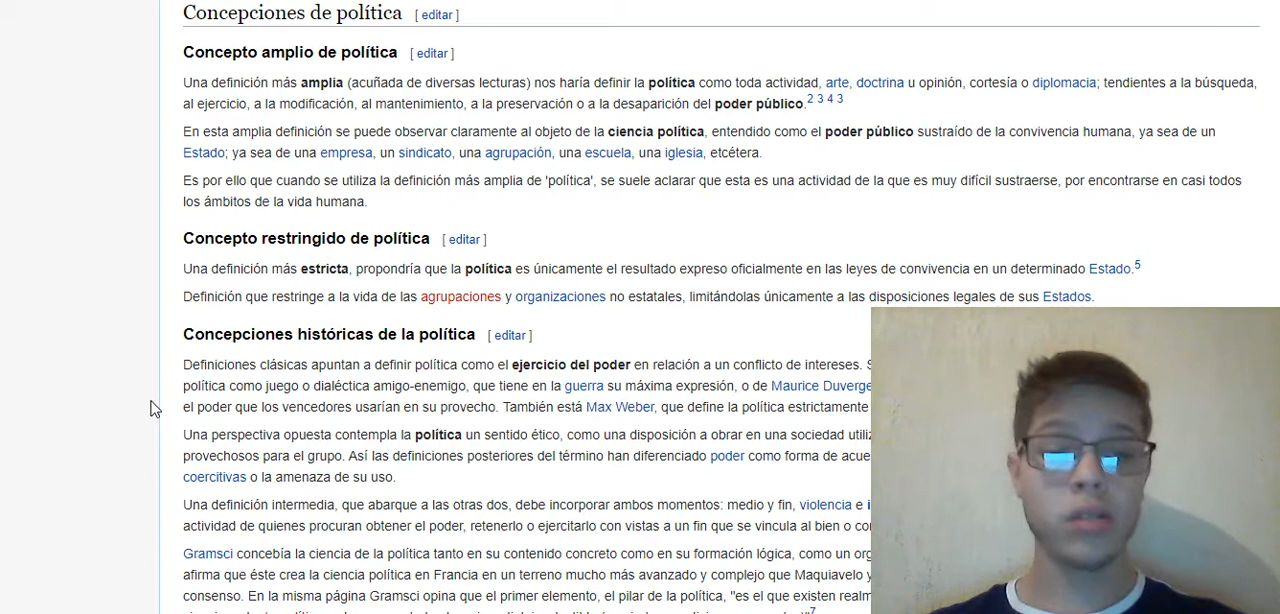 Concepciones de política [ editar ]
Concepto amplio de política [ editar ]
Una definición más amplia (acuñada de diversas lecturas) nos haría definir la política como toda actividad, arte, doctrina u opinión, cortesía o diplomacia; tendientes a la búsqueda,
al ejercicio, a la modificación, al mantenimiento, a la preservación o a la desaparición del poder público.2 3 4 3
En esta amplia definición se puede observar claramente al objeto de la ciencia política, entendido como el poder público sustraído de la convivencia humana, ya sea de un
Estado; ya sea de una empresa, un sindicato, una agrupación, una escuela, una iglesia, etcétera.
Es por ello que cuando se utiliza la definición más amplia de 'política', se suele aclarar que esta es una actividad de la que es muy difícil sustraerse, por encontrarse en casi todos
los ámbitos de la vida humana.
Concepto restringido de política [ editar ]
Una definición más estricta, propondría que la política es únicamente el resultado expreso oficialmente en las leyes de convivencia en un determinado Estado.5
Definición que restringe a la vida de las agrupaciones y organizaciones no estatales, limitándolas únicamente a las disposiciones legales de sus Estados.
Concepciones históricas de la política [ editar ]
Definiciones clásicas apuntan a definir política como el ejercicio del poder en relación a un conflicto de intereses.
política como juego o dialéctica amigo-enemigo, que tiene en la guerra su máxima expresión, o de Maurice
el poder que los vencedores usarían en su provecho. También está Max Weber, que define la política estrictamente
Una perspectiva opuesta contempla la política un sentido ético, como una disposición a obrar en una sociedad
provechosos para el grupo. Así las definiciones posteriores del término han diferenciado poder como forma de
coercitivas o la amenaza de su uso.
Una definición intermedia, que abarque a las otras dos, debe incorporar ambos momentos: medio y fin, violencia e
actividad de quienes procuran obtener el poder, retenerlo o ejercitarlo con vistas a un fin que se vincula al bien o
Gramsci concebía la ciencia de la política tanto en su contenido concreto como en su formación lógica, como un
afirma que éste crea la ciencia política en Francia en un terreno mucho más avanzado y complejo que Maquiavelo y
consenso. En la misma página Gramsci opina que el primer elemento, el pilar de la política, "es el que existen